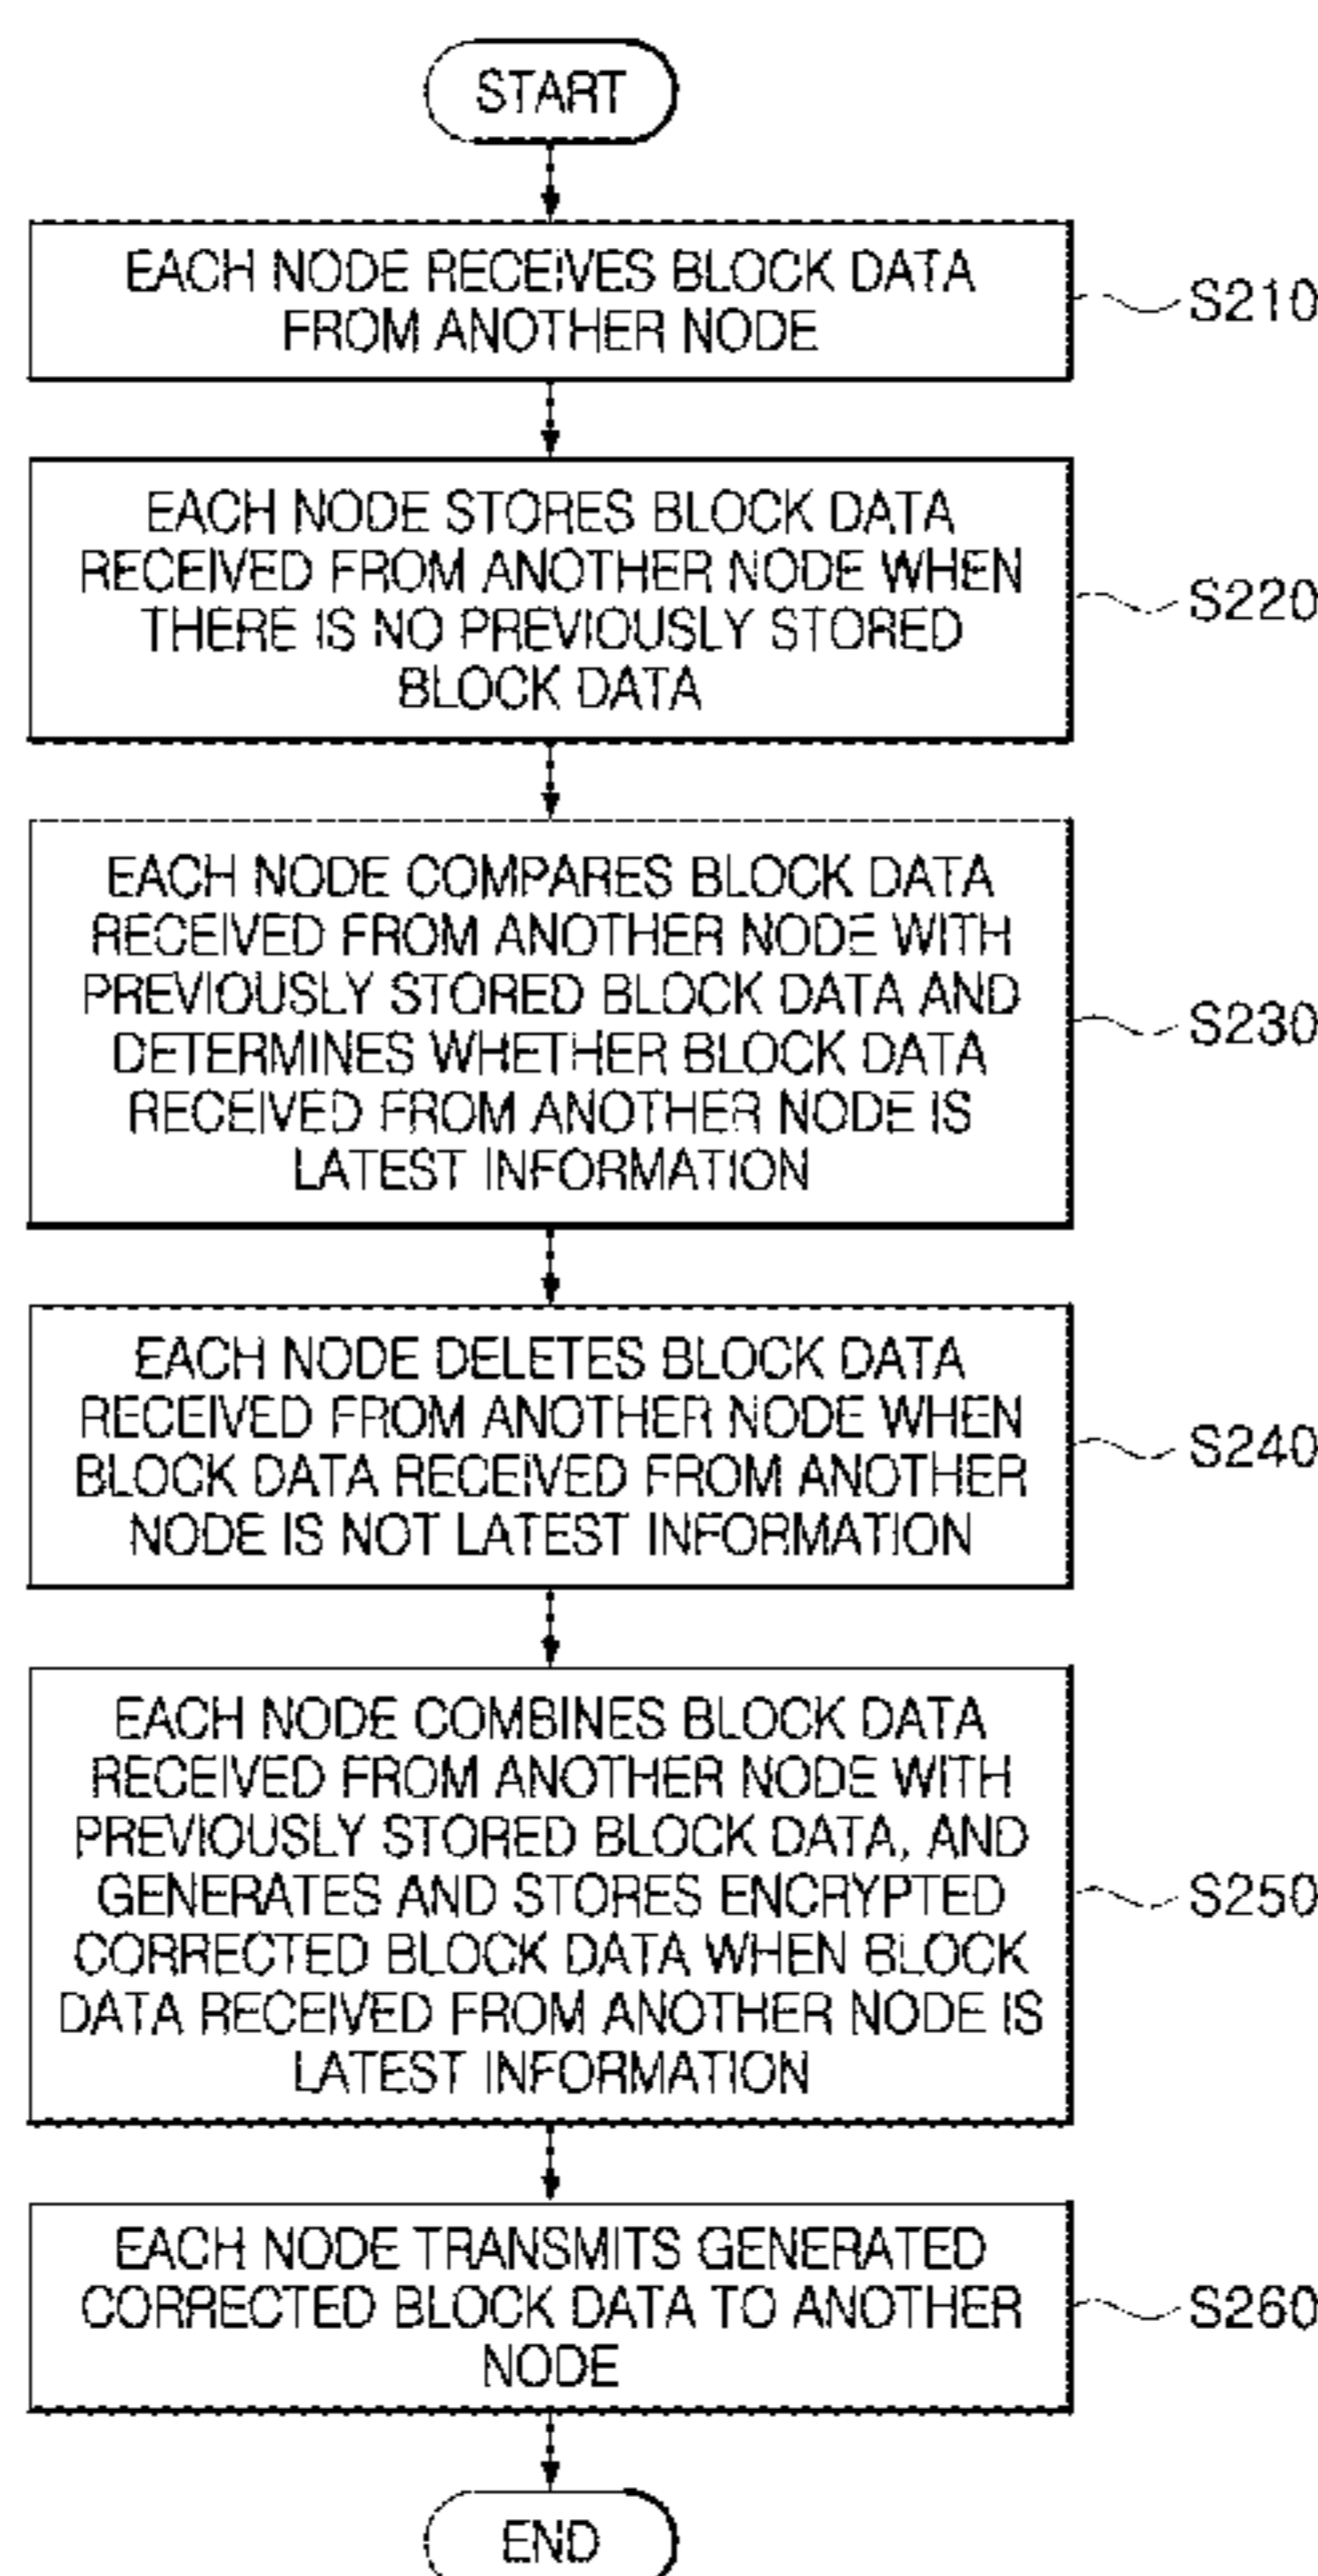 START
EACH NODE RECEIVES BLOCK DATA
FROM ANOTHER NODE
S210
EACH NODE STORES BLOCK DATA
RECEIVED FROM ANOTHER NODE WHEN
THERE IS NO PREVIOUSLY STORED
BLOCK DATA
S220
EACH NODE COMPARES BLOCK DATA
RECEIVED FROM ANOTHER NODE WITH
PREVIOUSLY STORED BLOCK DATA AND
DETERMINES WHETHER BLOCK DATA
RECEIVED FROM ANOTHER NODE IS
LATEST INFORMATION
S230
EACH NODE DELETES BLOCK DATA
RECEIVED FROM ANOTHER NODE WHEN
BLOCK DATA RECEIVED FROM ANOTHER
NODE IS NOT LATEST INFORMATION
S240
EACH NODE COMBINES BLOCK DATA
RECEIVED FROM ANOTHER NODE WITH
PREVIOUSLY STORED BLOCK DATA, AND
GENERATES AND STORES ENCRYPTED
CORRECTED BLOCK DATA WHEN BLOCK
DATA RECEIVED FROM ANOTHER NODE IS
LATEST INFORMATION
S250
EACH NODE TRANSMITS GENERATED
CORRECTED BLOCK DATA TO ANOTHER
NODE
S260
END